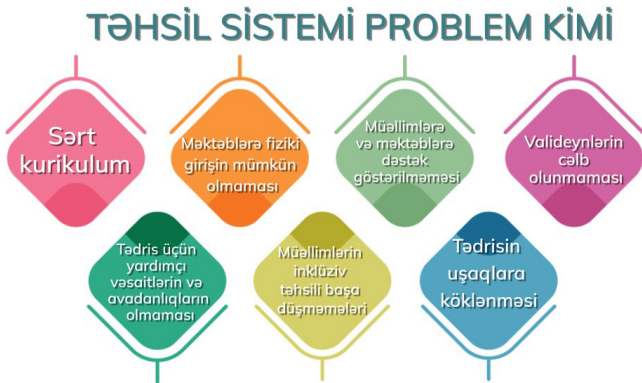 TƏHSİL SİSTEMİ PROBLEM KİMİ
Sərt
kurikulum
Məktəblərə fiziki
girişin mümkün
olmaması
Müəllimlərə
və məktəblərə
dəstək
göstərilməməsi
Valideynlərin
cəlb
olunmaması
Tədris üçün
yardımçı
vəsaitlərin və
avadanlıqların
olmaması
Müəllimlərin
inklüziv
təhsili başa
düşməmələri
Tədrisin
uşaqlara
köklənməsi